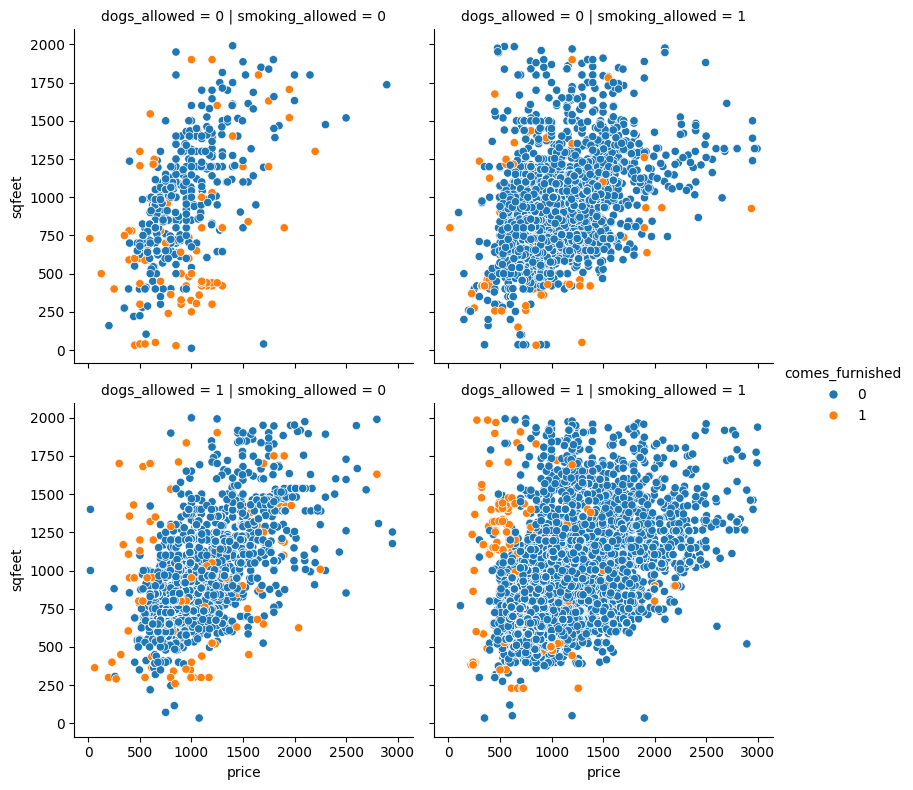 dogs_allowed = 0 | smoking_allowed = 0
dogs_allowed = 0 | smoking_allowed = 1
2000
1750
1500
1250
1000
750
500
250
0
sqfeet
dogs_allowed = 1 | smoking_allowed = 0
dogs_allowed = 1 | smoking_allowed = 1
2000
1750
1500
1250
1000
750
500
250
0
sqfeet
0 500 1000 1500 2000 2500 3000
price
0 500 1000 1500 2000 2500 3000
price
comes_furnished
0
1